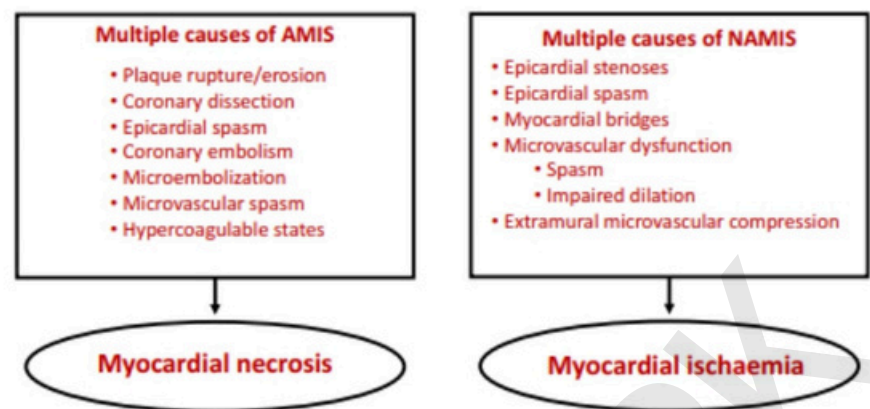 Multiple causes of AMIS
• Plaque rupture/erosion
• Coronary dissection
• Epicardial spasm
• Coronary embolism
• Microembolization
• Microvascular spasm
• Hypercoagulable states
Myocardial necrosis
Multiple causes of NAMIS
• Epicardial stenoses
• Epicardial spasm
• Myocardial bridges
• Microvascular dysfunction
• Spasm
• Impaired dilation
• Extramural microvascular compression
Myocardial ischaemia